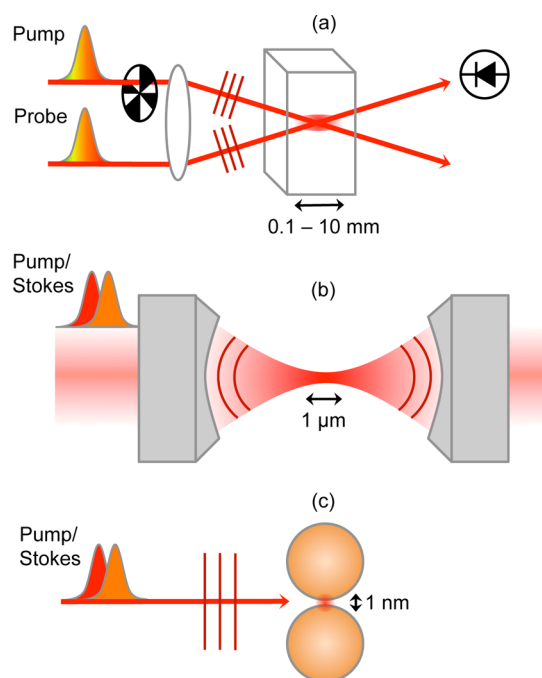 (a)
Pump
Probe
0.1 – 10 mm
Pump/
Stokes
(b)
1 µm
(c)
Pump/
Stokes
1 nm